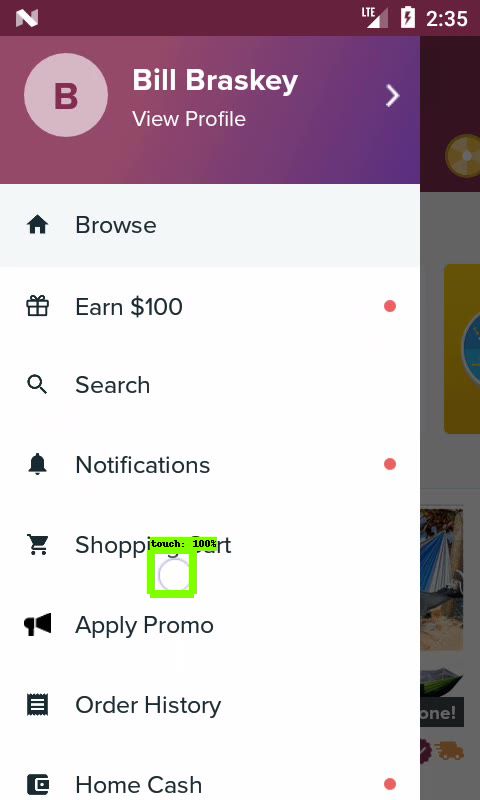 LTE
2:35
B
Bill Braskey
View Profile
Browse
Earn $100
Search
Notifications
touch: 100%
Shopping Cart
Apply Promo
Order History
one!
Home Cash